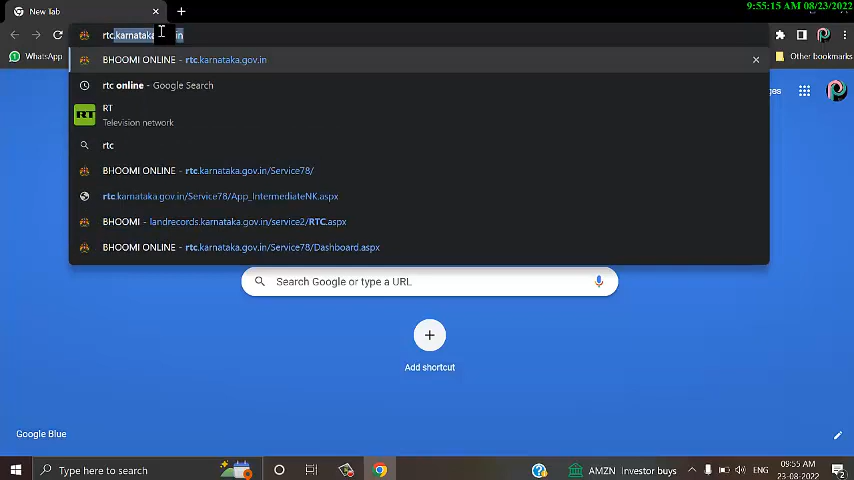 9:55:15 AM 08/23/2022
New Tab
rtc.karnataka in
WhatsApp
Other bookmarks
BHOOMI ONLINE - rtc.karnataka.gov.in
rtc online - Google Search
RT
Television network
rtc
BHOOMI ONLINE - rtc.karnataka.gov.in/Service78/
rtc.karnataka.gov.in/Service78/App_IntermediateNK.aspx
BHOOMI - landrecords.karnataka.gov.in/service2/RTC.aspx
BHOOMI ONLINE - rtc.karnataka.gov.in/Service78/Dashboard.aspx
Search Google or type a URL
Add shortcut
Google Blue
Type here to search
AMZN Investor buys
ENG
09:55 AM
23-08-2022
2